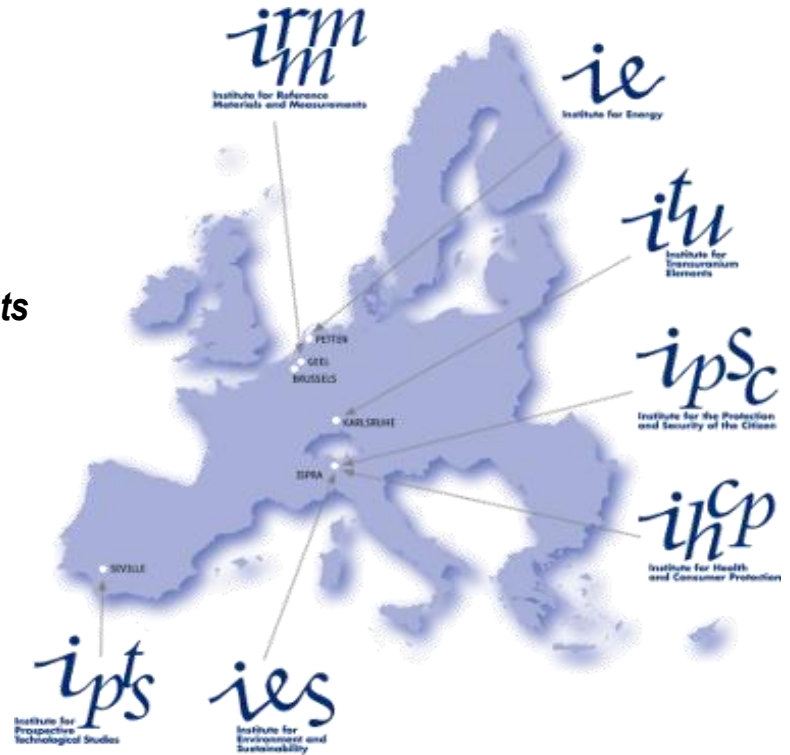 irmm
Institute for Reference
Materials and Measurements
ie
Institute for Energy
itu
Institute for
Transuranium
Elements
ts
PETTEN
GEEL
BRUSSELS
ipsc
Institute for the Protection
and Security of the Citizen
KARLSRUHE
ISPRA
ihcp
Institute for Health
and Consumer Protection
SEVILLE
ipts
Institute for
Prospective
Technological Studies
ies
Institute for
Environment and
Sustainability